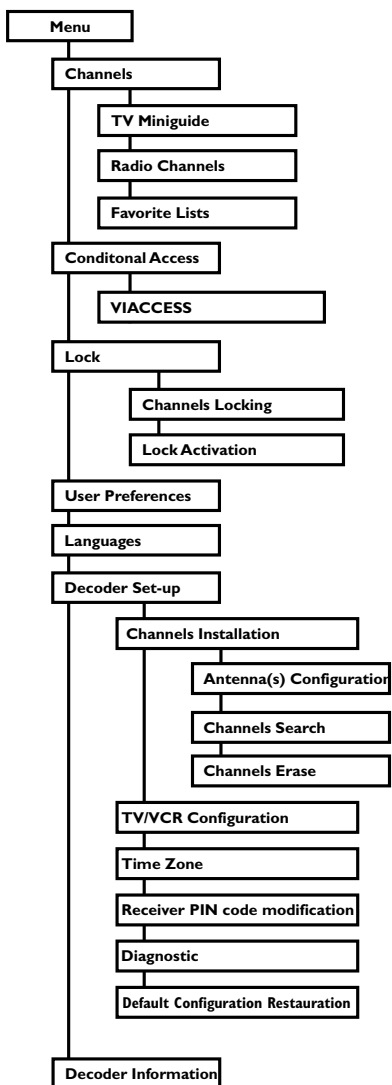 Menu
Channels
TV Miniguide
Radio Channels
Favorite Lists
Conditonal Access
VIACCESS
Lock
Channels Locking
Lock Activation
User Preferences
Languages
Decoder Set-up
Channels Installation
Antenna(s) Configuration
Channels Search
Channels Erase
TV/VCR Configuration
Time Zone
Receiver PIN code modification
Diagnostic
Default Configuration Restauration
Decoder Information